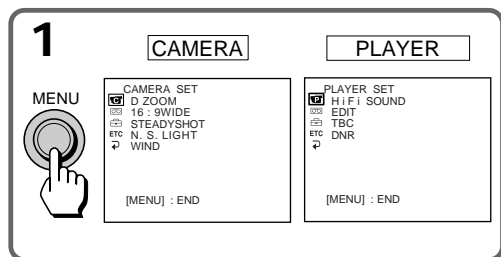 1
CAMERA
PLAYER
MENU
CAMERA SET
C D ZOOM
16 : 9WIDE
STEADYSHOT
ETC N. S. LIGHT
WIND
[MENU] : END
PLAYER SET
P HiFi SOUND
EDIT
TBC
ETC DNR
[MENU] : END